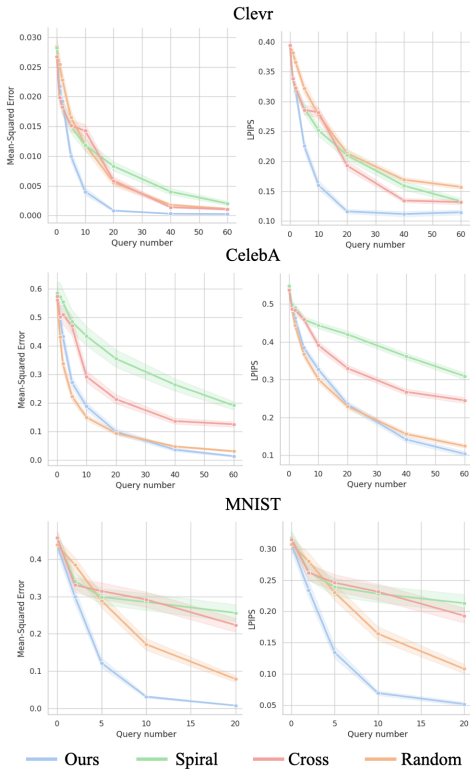 Clevr
0.030
0.025
0.020
0.015
0.010
0.005
0.000
Mean-Squared Error
0 10 20 30 40 50 60
Query number
0.40
0.35
0.30
0.25
0.20
0.15
0.10
LPIPS
0 10 20 30 40 50 60
Query number
CelebA
0.6
0.5
0.4
0.3
0.2
0.1
0.0
Mean-Squared Error
0 10 20 30 40 50 60
Query number
0.5
0.4
0.3
0.2
0.1
LPIPS
0 10 20 30 40 50 60
Query number
MNIST
0.4
0.3
0.2
0.1
0.0
Mean-Squared Error
0 5 10 15 20
Query number
0.30
0.25
0.20
0.15
0.10
0.05
LPIPS
0 5 10 15 20
Query number
Ours Spiral Cross Random